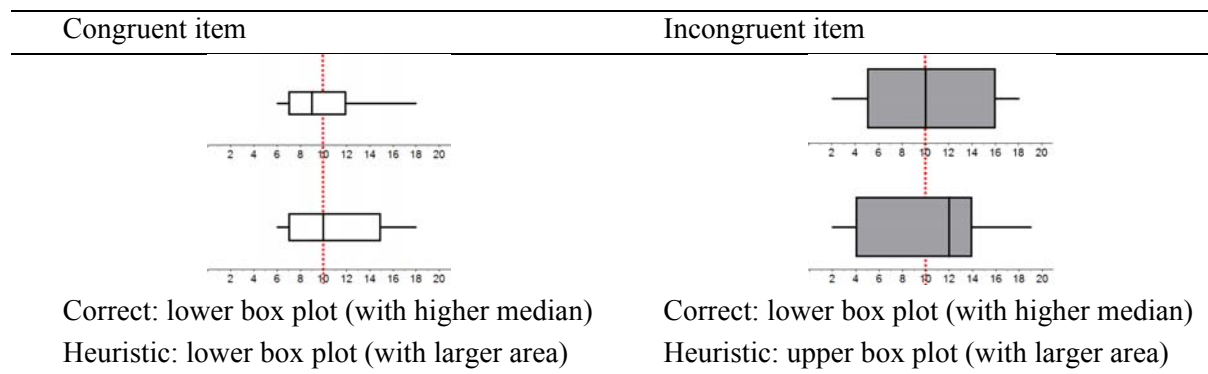 Congruent item
Incongruent item
2 4 6 8 10 12 14 16 18 20
2 4 6 8 10 12 14 16 18 20
2 4 6 8 10 12 14 16 18 20
2 4 6 8 10 12 14 16 18 20
Correct: lower box plot (with higher median)
Correct: lower box plot (with higher median)
Heuristic: lower box plot (with larger area)
Heuristic: upper box plot (with larger area)